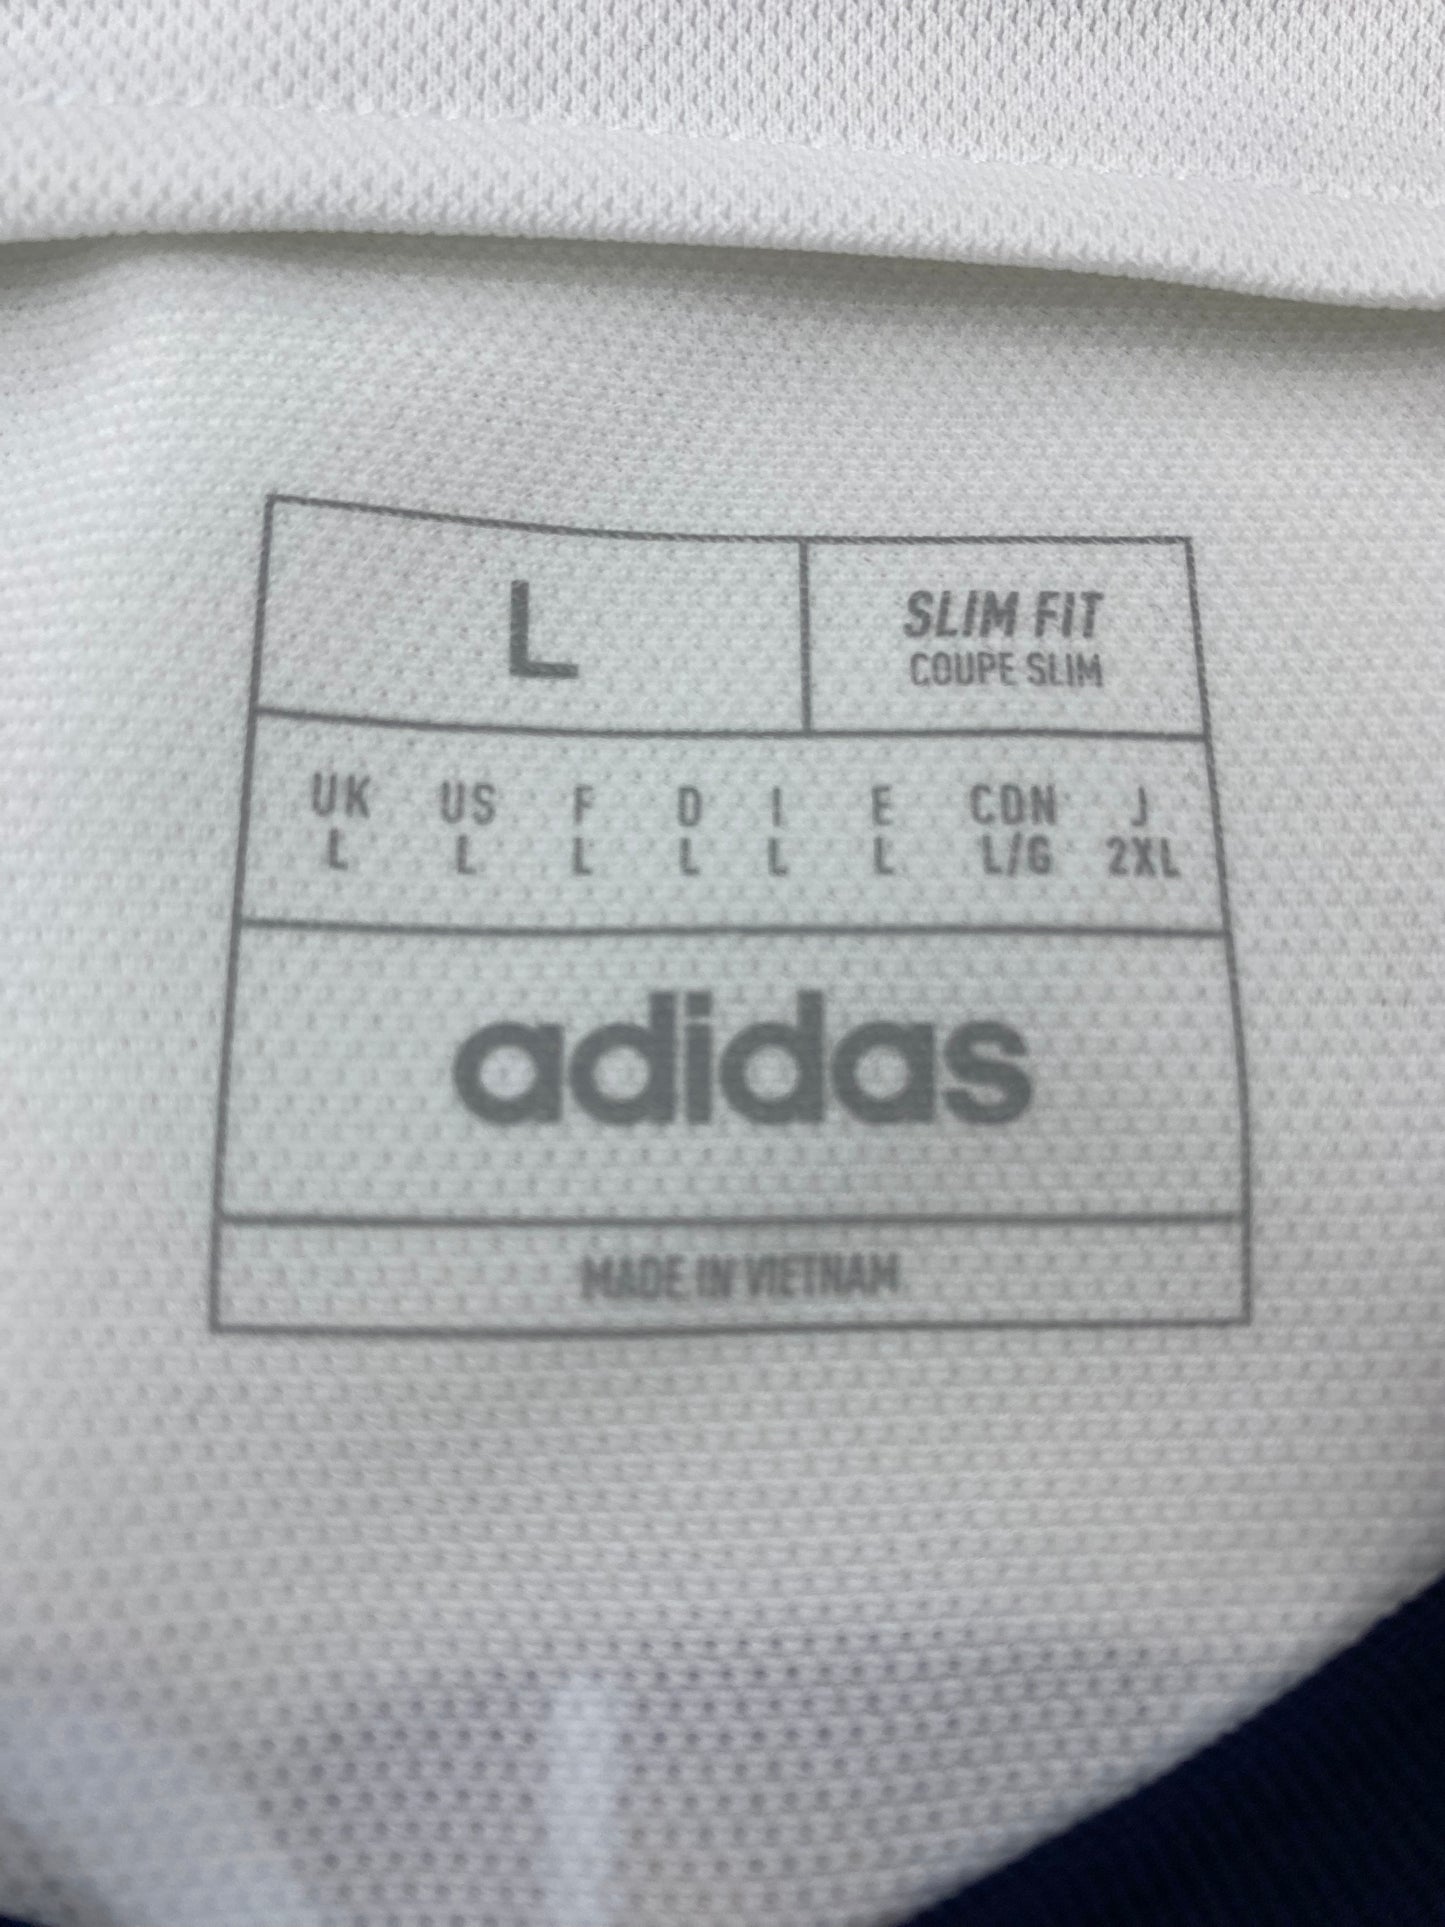 L
SLIM FIT
COUPE SLIM
UK US F D I E CDN J
L L L L L L L/G 2XL
adidas
MADE IN VIETNAM